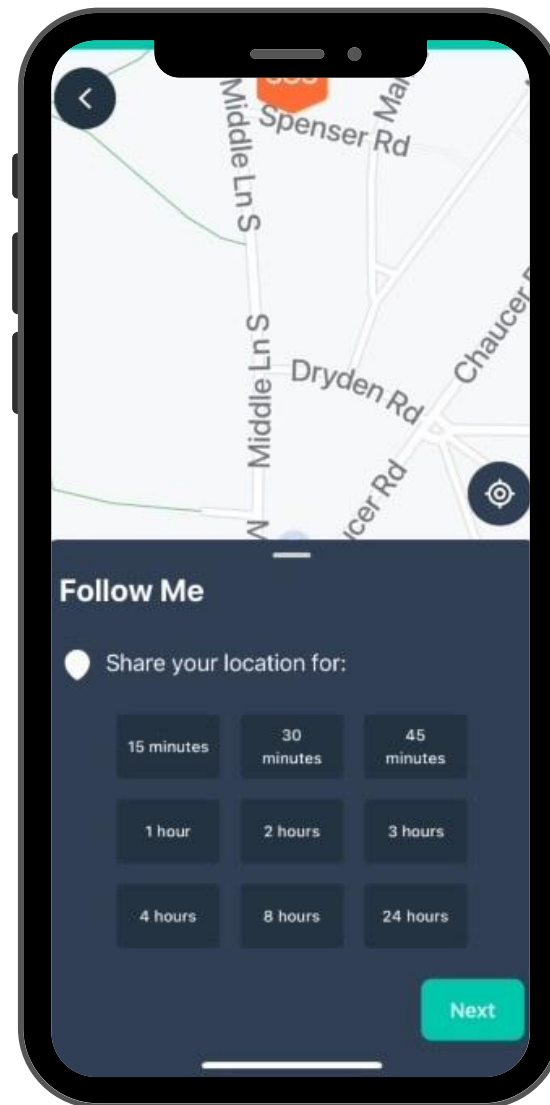 Middle Ln S
Spenser Rd
Middle Ln S
Dryden Rd
Follow Me
Share your location for:
15 minutes
30
minutes
45
minutes
1 hour
2 hours
3 hours
4 hours
8 hours
24 hours
Next